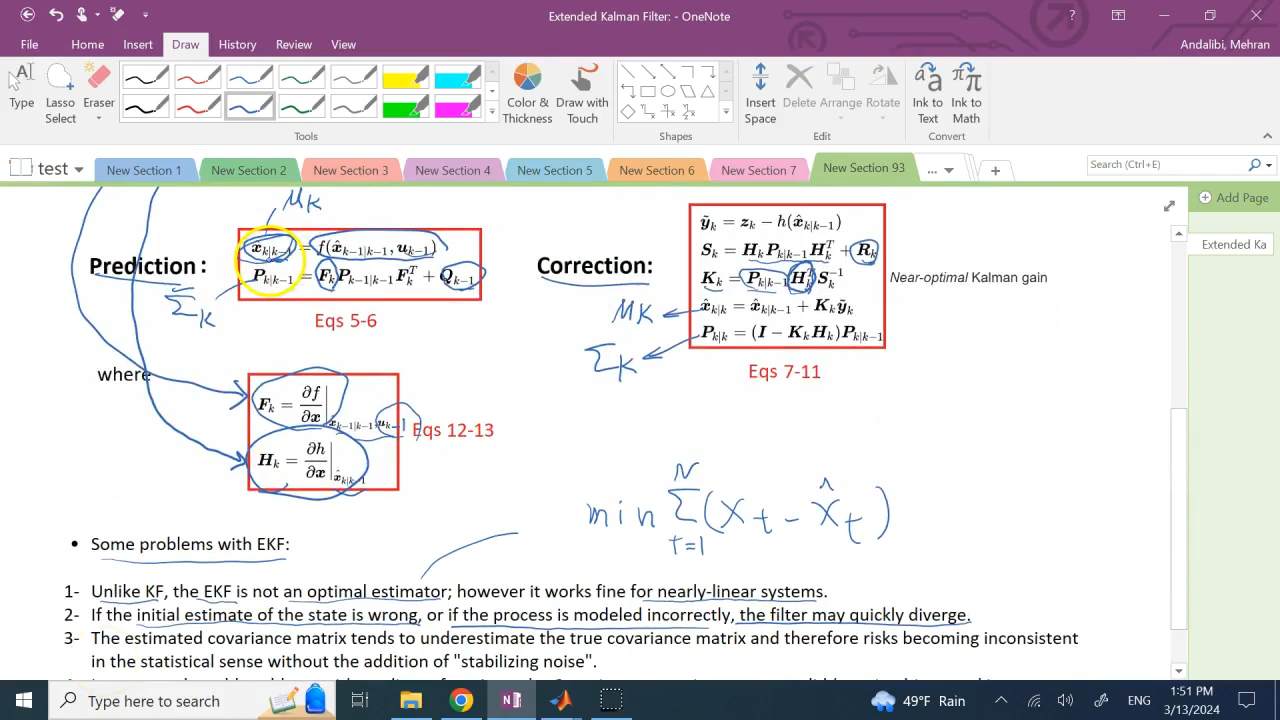 Extended Kalman Filter: - OneNote
File Home Insert Draw History Review View
Andalibi, Mehran
Type Lasso Select Eraser
Color & Thickness Draw with Touch
Insert Space Delete Arrange Rotate
Ink to Text Ink to Math
Tools Shapes Edit Convert
test New Section 1 New Section 2 New Section 3 New Section 4 New Section 5 New Section 6 New Section 7 New Section 93 ...
Search (Ctrl+E)
Add Page
Extended Ka
μK
Prediction:
x̂k|k−1 = f(x̂k−1|k−1, uk−1)
Pk|k−1 = FkPk−1|k−1Fk^T + Qk−1
Σ̄K
Eqs 5-6
Correction:
ỹk = zk − h(x̂k|k−1)
Sk = HkPk|k−1Hk^T + Rk
Kk = Pk|k−1Hk^TSk^−1
Near-optimal Kalman gain
x̂k|k = x̂k|k−1 + Kkỹk
Pk|k = (I − KkHk)Pk|k−1
μK
ΣK
Eqs 7-11
where
Fk = ∂f/∂x |x̂k−1|k−1,uk−1
Hk = ∂h/∂x |x̂k|k−1
Eqs 12-13
min Σ t=1 N (Xt − X̂t)
• Some problems with EKF:
1- Unlike KF, the EKF is not an optimal estimator; however it works fine for nearly-linear systems.
2- If the initial estimate of the state is wrong, or if the process is modeled incorrectly, the filter may quickly diverge.
3- The estimated covariance matrix tends to underestimate the true covariance matrix and therefore risks becoming inconsistent
in the statistical sense without the addition of "stabilizing noise".
Type here to search
49°F Rain
ENG
1:51 PM
3/13/2024